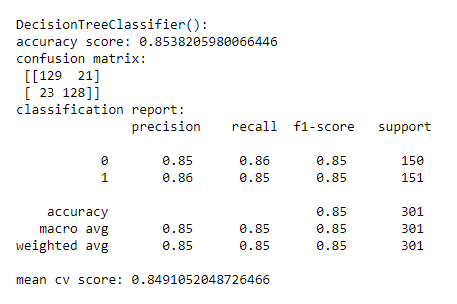 DecisionTreeClassifier():
accuracy score: 0.8538205980066446
confusion matrix:
[[129  21]
[ 23 128]]
classification report:
precision    recall  f1-score   support
0       0.85      0.86      0.85       150
1       0.86      0.85      0.85       151
accuracy                           0.85       301
macro avg       0.85      0.85      0.85       301
weighted avg       0.85      0.85      0.85       301
mean cv score: 0.8491052048726466